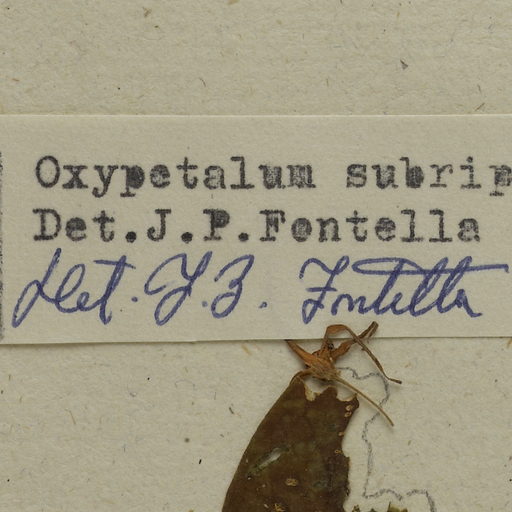 Oxypetalum subrip
Det.J.P.Fontella
Det. J.P. Fontella